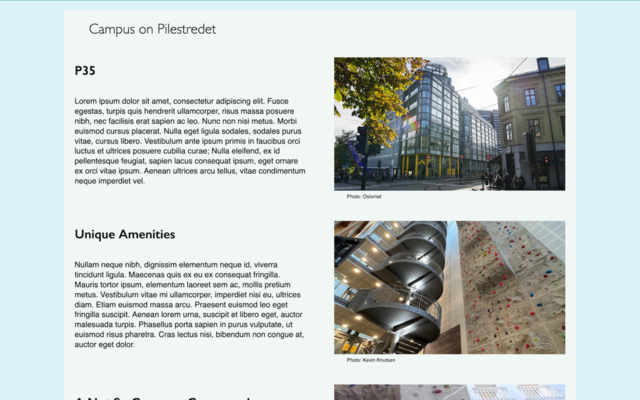 Campus on Pilestredet
P35
Lorem ipsum dolor sit amet, consectetur adipiscing elit. Fusce
egestas, turpis quis hendrerit ullamcorper, risus massa posuere
nibh, nec facilisis erat sapien ac leo. Nunc non nisi metus. Morbi
euismod cursus placerat. Nulla eget ligula sodales, sodales purus
vitae, cursus libero. Vestibulum ante ipsum primis in faucibus orci
luctus et ultrices posuere cubilia curae; Nulla eleifend, ex id
pellentesque feugiat, sapien lacus consequat ipsum, eget ornare
ex orci vitae ipsum. Aenean ultrices arcu tellus, vitae condimentum
neque imperdiet vel.
Photo: Oslomet
Unique Amenities
Nullam neque nibh, dignissim elementum neque id, viverra
tincidunt ligula. Maecenas quis ex eu ex consequat fringilla.
Mauris tortor ipsum, elementum laoreet sem ac, mollis pretium
metus. Vestibulum vitae mi ullamcorper, imperdiet nisi eu, ultrices
diam. Etiam euismod massa arcu. Praesent euismod leo eget
fringilla suscipit. Aenean lorem urna, suscipit et libero eget, auctor
malesuada turpis. Phasellus porta sapien in purus vulputate, ut
euismod risus pharetra. Cras lectus nisi, bibendum non congue at,
auctor eget dolor.
Photo: Kevin Knutsen